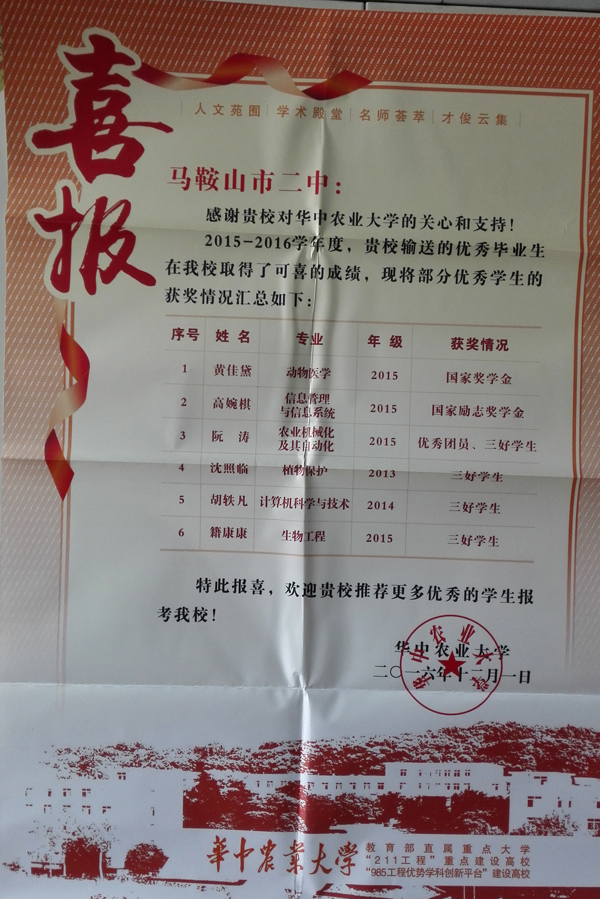 喜报
人文苑囿 | 学术殿堂 | 名师荟萃 | 才俊云集
马鞍山市二中：
感谢贵校对华中农业大学的关心和支持！
2015-2016学年度，贵校输送的优秀毕业生
在我校取得了可喜的成绩，现将部分优秀学生的
获奖情况汇总如下：
序号 姓名 专业 年级 获奖情况
1 黄佳黛 动物医学 2015 国家奖学金
2 高婉棋 信息管理与信息系统 2015 国家励志奖学金
3 阮涛 农业机械化及其自动化 2015 优秀团员、三好学生
4 沈照临 植物保护 2013 三好学生
5 胡轶凡 计算机科学与技术 2014 三好学生
6 籍康康 生物工程 2015 三好学生
特此报喜，欢迎贵校推荐更多优秀的学生报
考我校！
华中农业大学
二〇一六年十二月一日
华中农业大学
华中农业大学
教育部直属重点大学
“211工程”重点建设高校
“985工程优势学科创新平台”建设高校